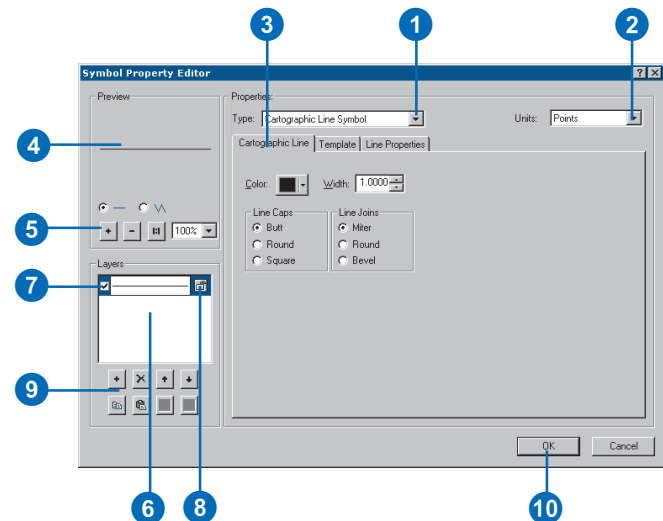 3
1
2
Symbol Property Editor
Preview
Properties:
Type: Cartographic Line Symbol
Units: Points
Cartographic Line
Template
Line Properties
4
Color:
Width: 1.0000
Line Caps
Line Joins
Butt
Miter
Round
Round
Square
Bevel
5
100%
Layers
7
9
OK
Cancel
6
8
10